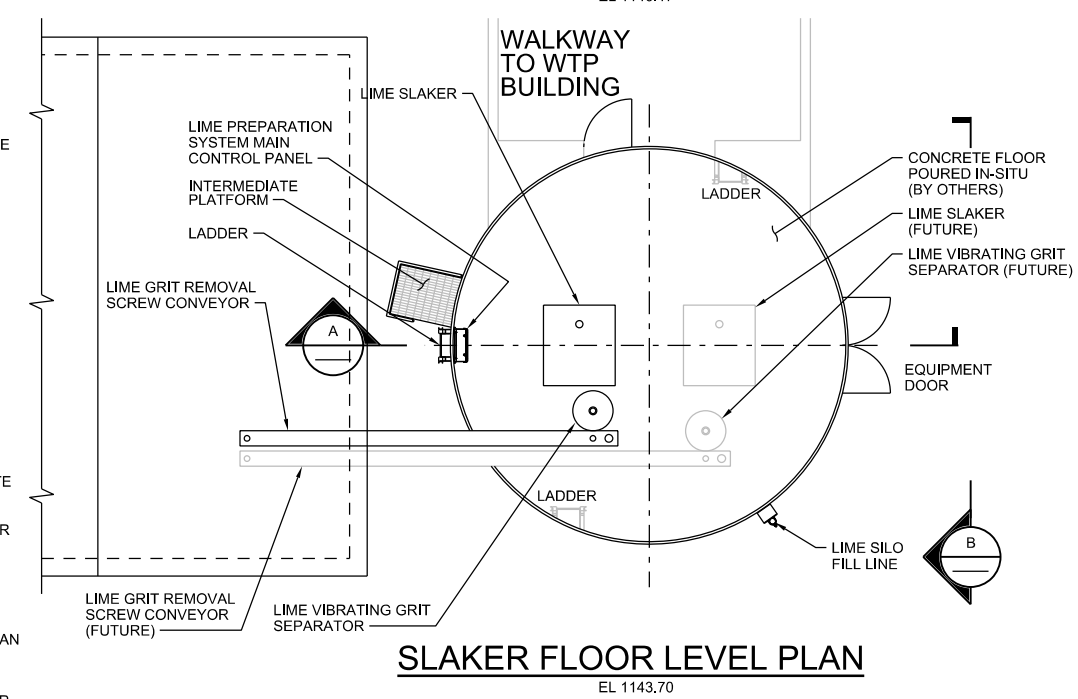 WALKWAY
TO WTP
BUILDING
LIME SLAKER
LIME PREPARATION
SYSTEM MAIN
CONTROL PANEL
INTERMEDIATE
PLATFORM
LADDER
LIME GRIT REMOVAL
SCREW CONVEYOR
A
LADDER
CONCRETE FLOOR
POURED IN-SITU
(BY OTHERS)
LIME SLAKER
(FUTURE)
LIME VIBRATING GRIT
SEPARATOR (FUTURE)
EQUIPMENT
DOOR
LADDER
LIME SILO
FILL LINE
B
LIME GRIT REMOVAL
SCREW CONVEYOR
(FUTURE)
LIME VIBRATING GRIT
SEPARATOR
SLAKER FLOOR LEVEL PLAN
EL 1143.70